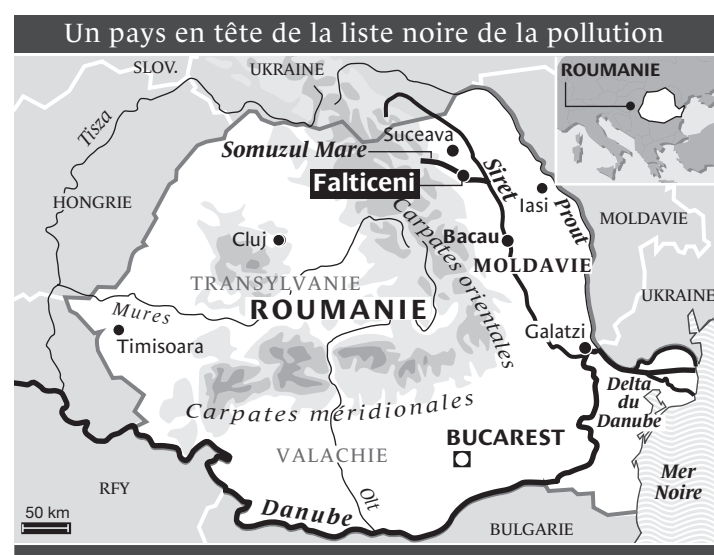 Un pays en tête de la liste noire de la pollution
SLOV.
UKRAINE
ROUMANIE
Tisza
Suceava
Somuzul Mare
Falticeni
Siret
HONGRIE
Iasi
Prout
MOLDAVIE
Cluj
Carpates orientales
Bacau
MOLDAVIE
TRANSYLVANIE
UKRAINE
Mures
ROUMANIE
Timisoara
Galatzi
Delta
du
Danube
Carpates méridionales
BUCAREST
VALACHIE
Mer
Noire
RFY
Olt
50 km
Danube
BULGARIE